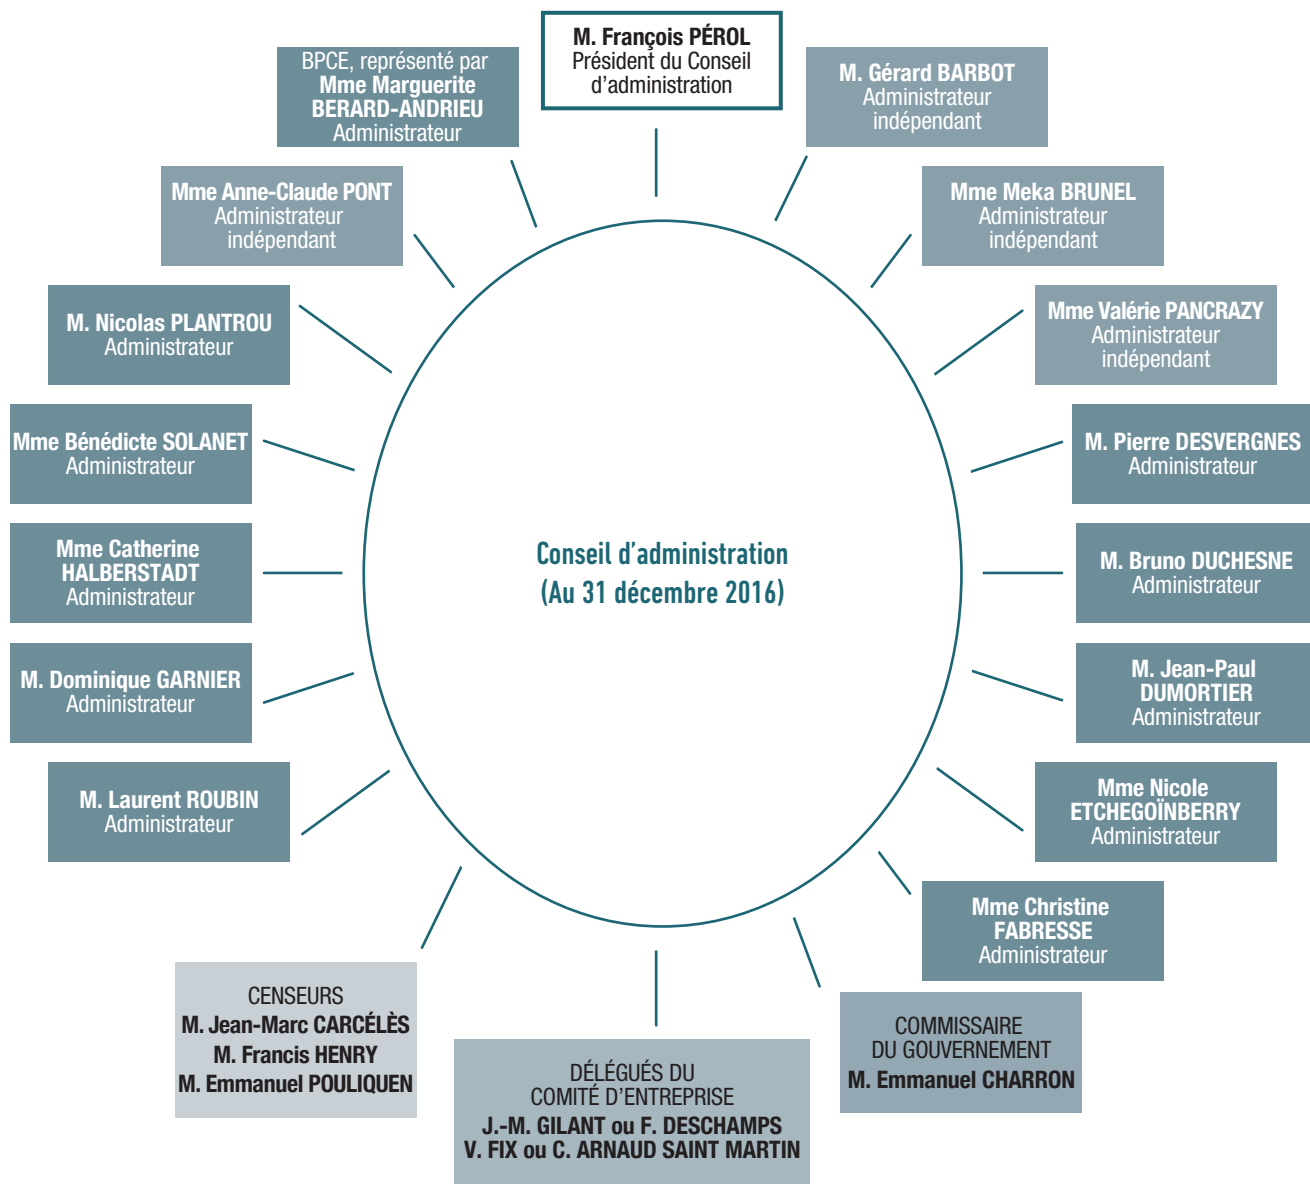 M. François PÉROL
Président du Conseil
d'administration
BPCE, représenté par
Mme Marguerite
BERARD-ANDRIEU
Administrateur
M. Gérard BARBOT
Administrateur
indépendant
Mme Anne-Claude PONT
Administrateur
indépendant
Mme Meka BRUNEL
Administrateur
indépendant
M. Nicolas PLANTROU
Administrateur
Mme Valérie PANCRAZY
Administrateur
indépendant
Mme Bénédicte SOLANET
Administrateur
M. Pierre DESVERGNES
Administrateur
Mme Catherine
HALBERSTADT
Administrateur
Conseil d'administration
(Au 31 décembre 2016)
M. Bruno DUCHESNE
Administrateur
M. Dominique GARNIER
Administrateur
M. Jean-Paul
DUMORTIER
Administrateur
M. Laurent ROUBIN
Administrateur
Mme Nicole
ETCHEGOÏNBERRY
Administrateur
Mme Christine
FABRESSE
Administrateur
CENSEURS
M. Jean-Marc CARCÉLÈS
M. Francis HENRY
M. Emmanuel POULIQUEN
DÉLÉGUÉS DU
COMITÉ D'ENTREPRISE
J.-M. GILANT ou F. DESCHAMPS
V. FIX ou C. ARNAUD SAINT MARTIN
COMMISSAIRE
DU GOUVERNEMENT
M. Emmanuel CHARRON